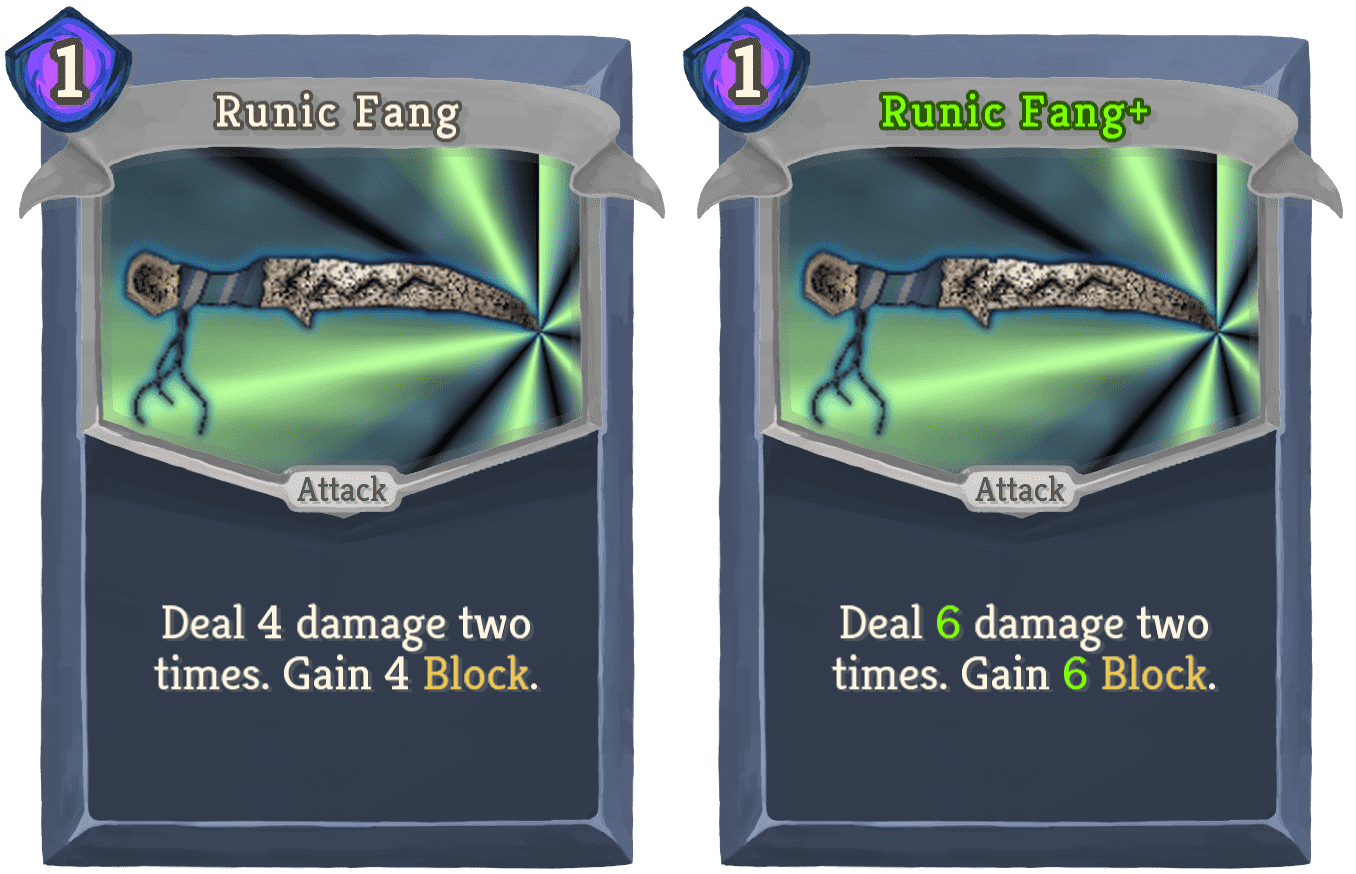 1
Runic Fang
Attack
Deal 4 damage two
times. Gain 4 Block.
1
Runic Fang+
Attack
Deal 6 damage two
times. Gain 6 Block.